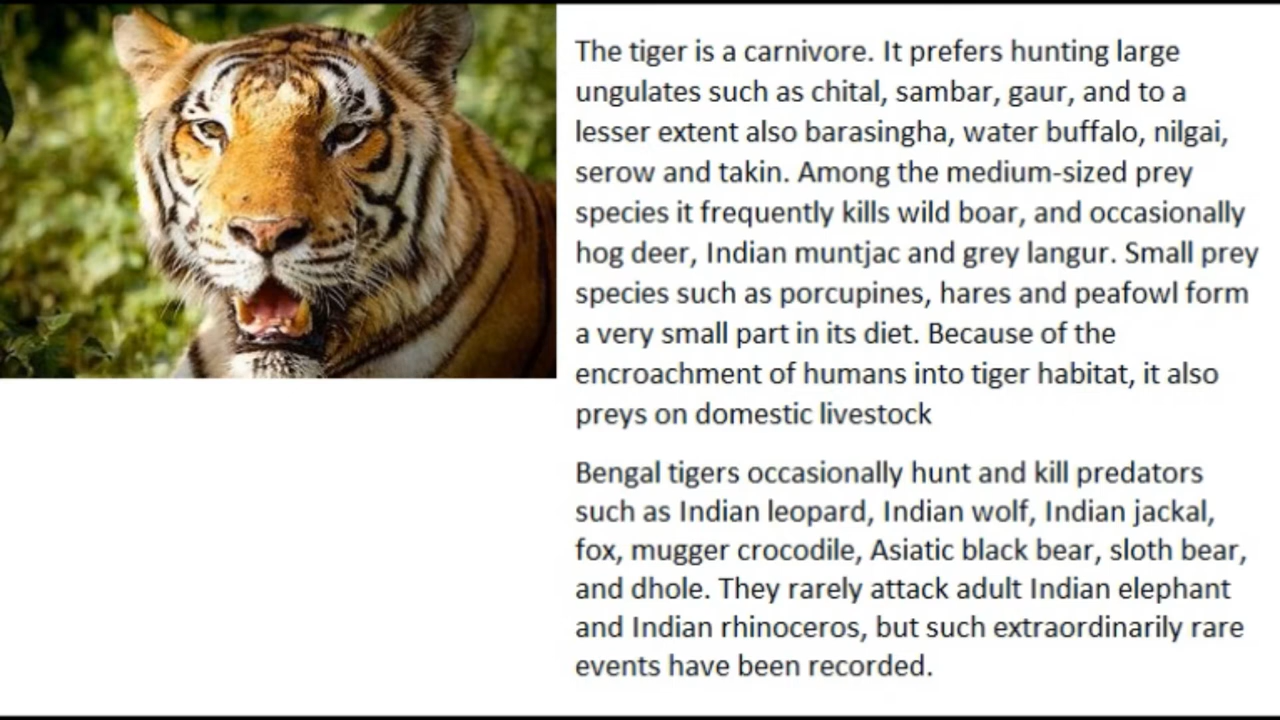 The tiger is a carnivore. It prefers hunting large
ungulates such as chital, sambar, gaur, and to a
lesser extent also barasingha, water buffalo, nilgai,
serow and takin. Among the medium-sized prey
species it frequently kills wild boar, and occasionally
hog deer, Indian muntjac and grey langur. Small prey
species such as porcupines, hares and peafowl form
a very small part in its diet. Because of the
encroachment of humans into tiger habitat, it also
preys on domestic livestock
Bengal tigers occasionally hunt and kill predators
such as Indian leopard, Indian wolf, Indian jackal,
fox, mugger crocodile, Asiatic black bear, sloth bear,
and dhole. They rarely attack adult Indian elephant
and Indian rhinoceros, but such extraordinarily rare
events have been recorded.